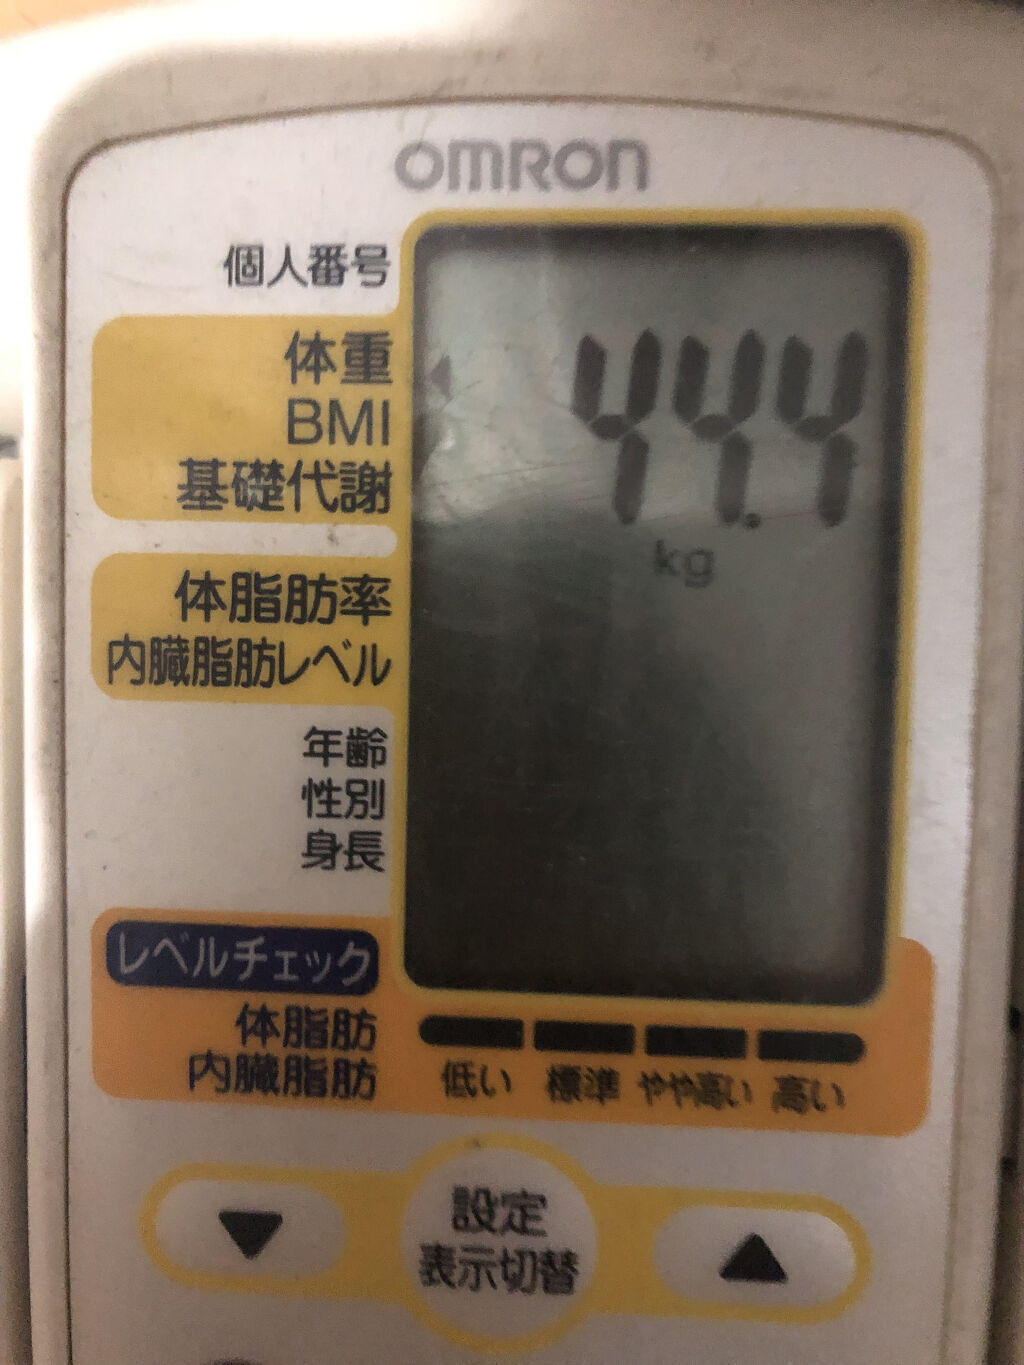 OMRON
個人番号
体重
BMI
基礎代謝
44.4
kg
体脂肪率
内臓脂肪レベル
年齢
性別
身長
レベルチェック
体脂肪
内臓脂肪
低い 標準 やや高い 高い
設定
表示切替